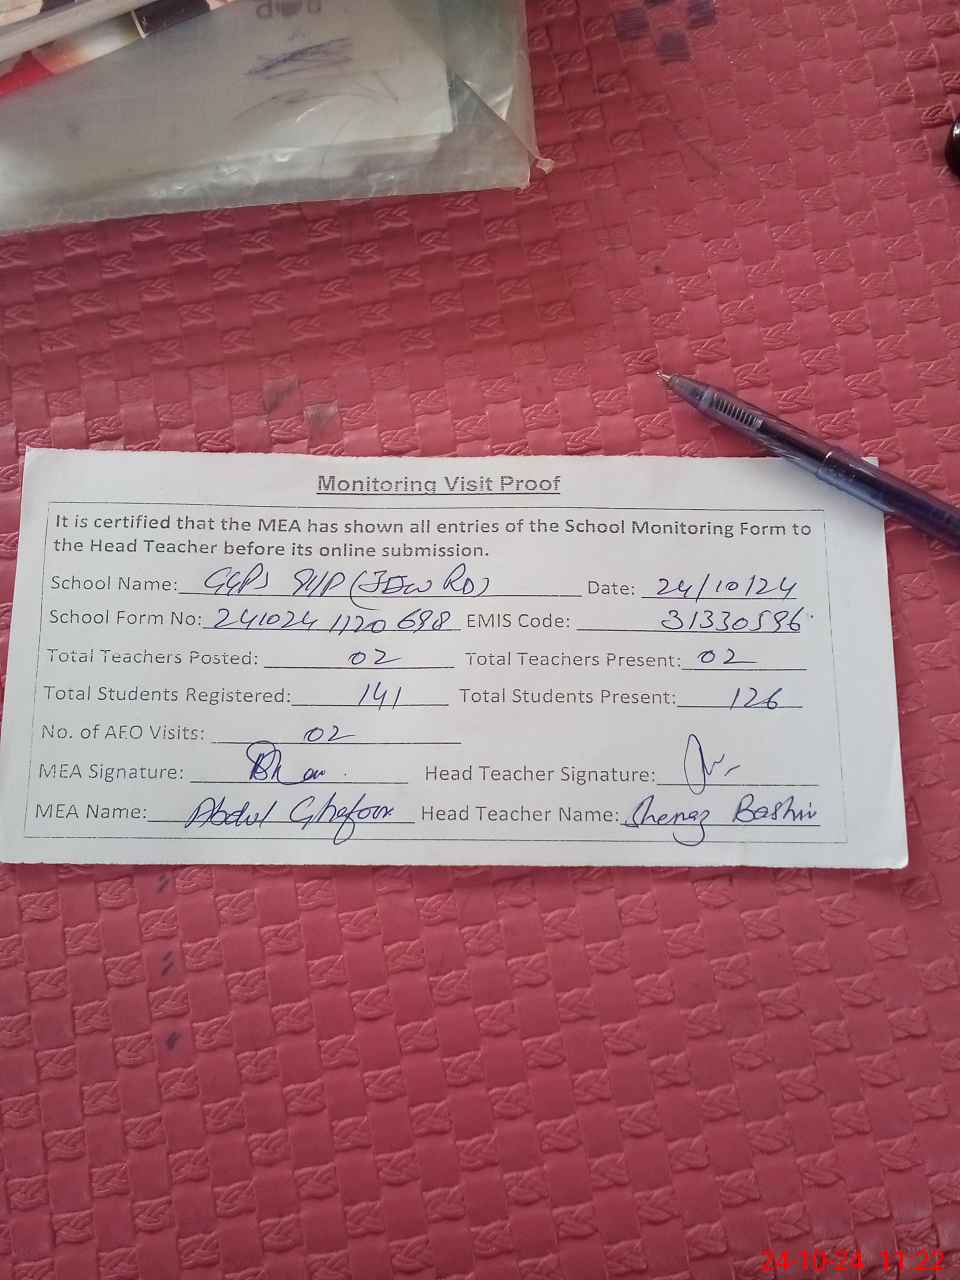 Monitoring Visit Proof
It is certified that the MEA has shown all entries of the School Monitoring Form to
the Head Teacher before its online submission.
School Name: GGPS Date: 24/10/24
School Form No: 241024 1120 698 EMIS Code: 31330596
Total Teachers Posted: 02 Total Teachers Present: 02
Total Students Registered: 141 Total Students Present: 126
No. of AEO Visits: 02
MEA Signature: Head Teacher Signature:
MEA Name: Abdul Ghafoor Head Teacher Name: Shenaz Bashir
24-10-24 11:22